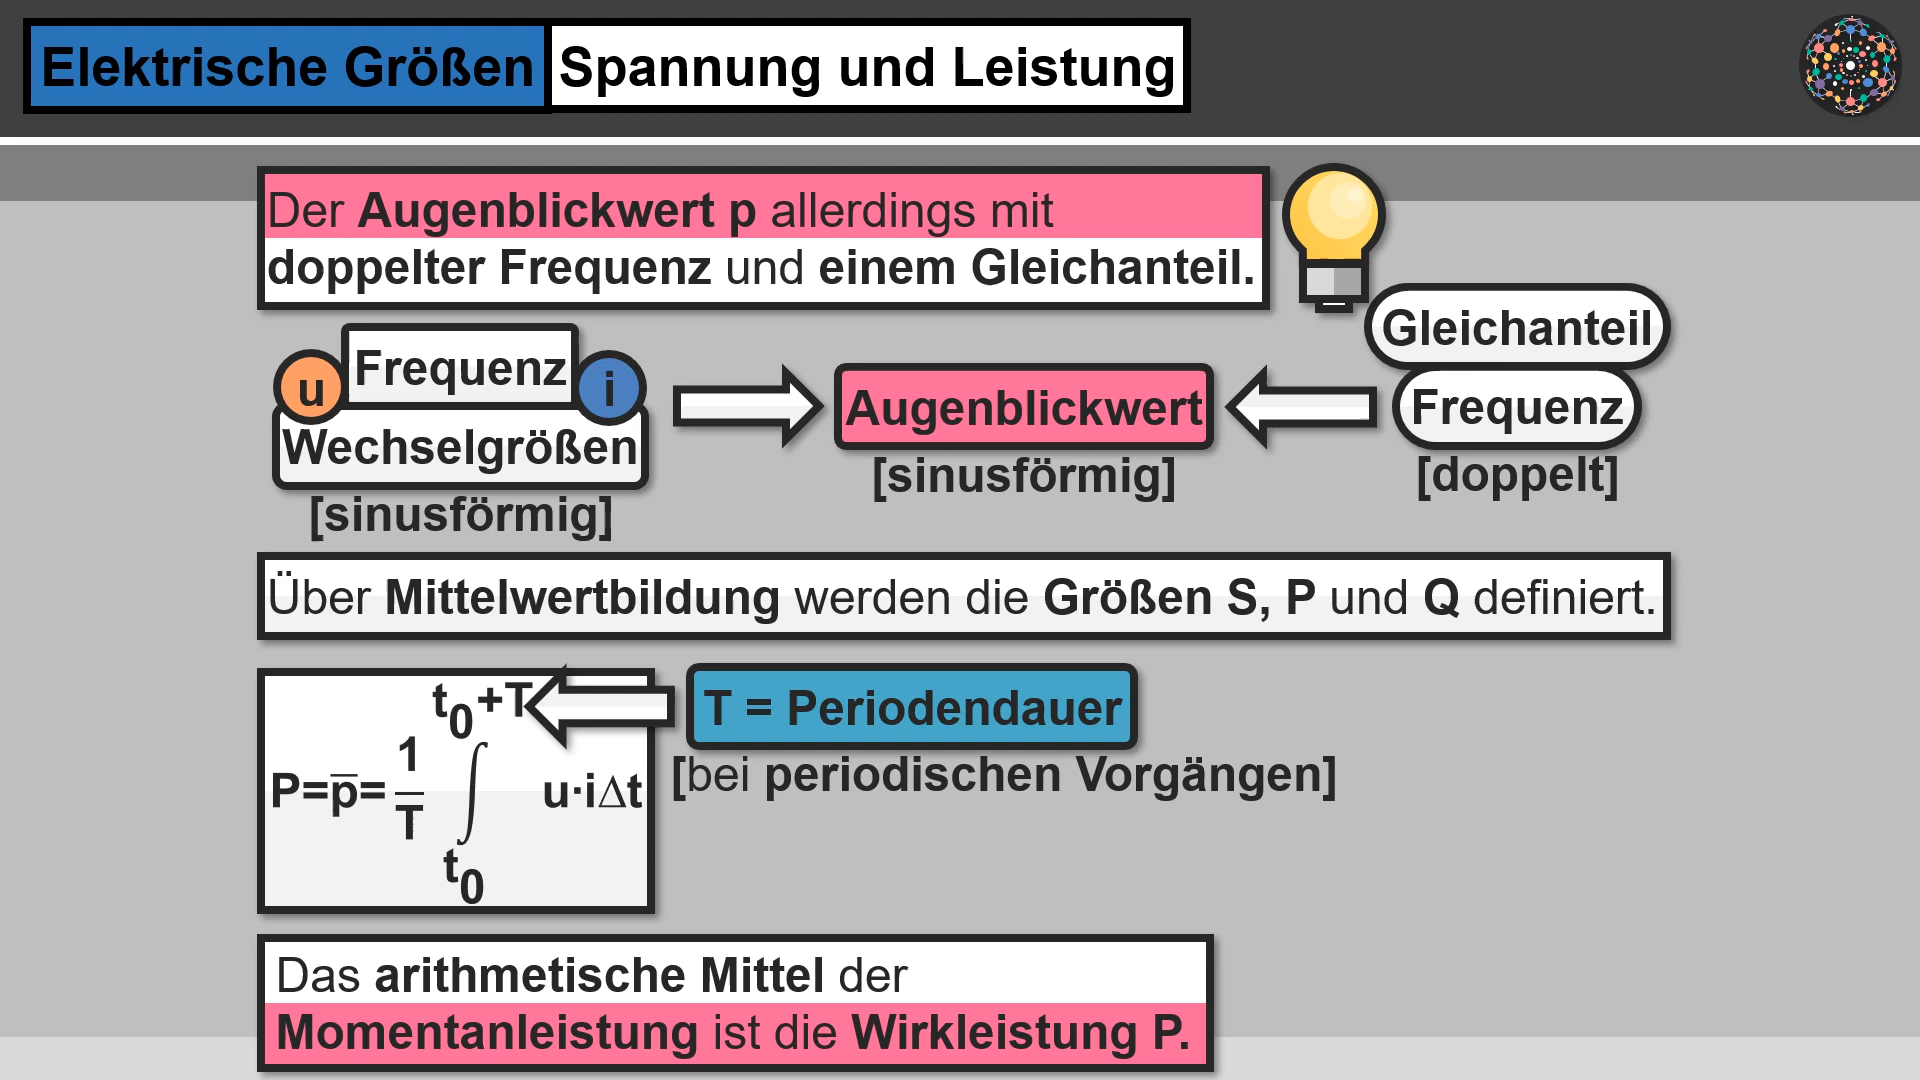 Elektrische Größen Spannung und Leistung
Der Augenblickwert p allerdings mit
doppelter Frequenz und einem Gleichanteil.
u Frequenz i
Wechselgrößen
[sinusförmig]
Augenblickwert
[sinusförmig]
Gleichanteil
Frequenz
[doppelt]
Über Mittelwertbildung werden die Größen S, P und Q definiert.
t₀+T
P=p̅= 1/T ∫ u·i∆t
t₀
T = Periodendauer
[bei periodischen Vorgängen]
Das arithmetische Mittel der
Momentanleistung ist die Wirkleistung P.